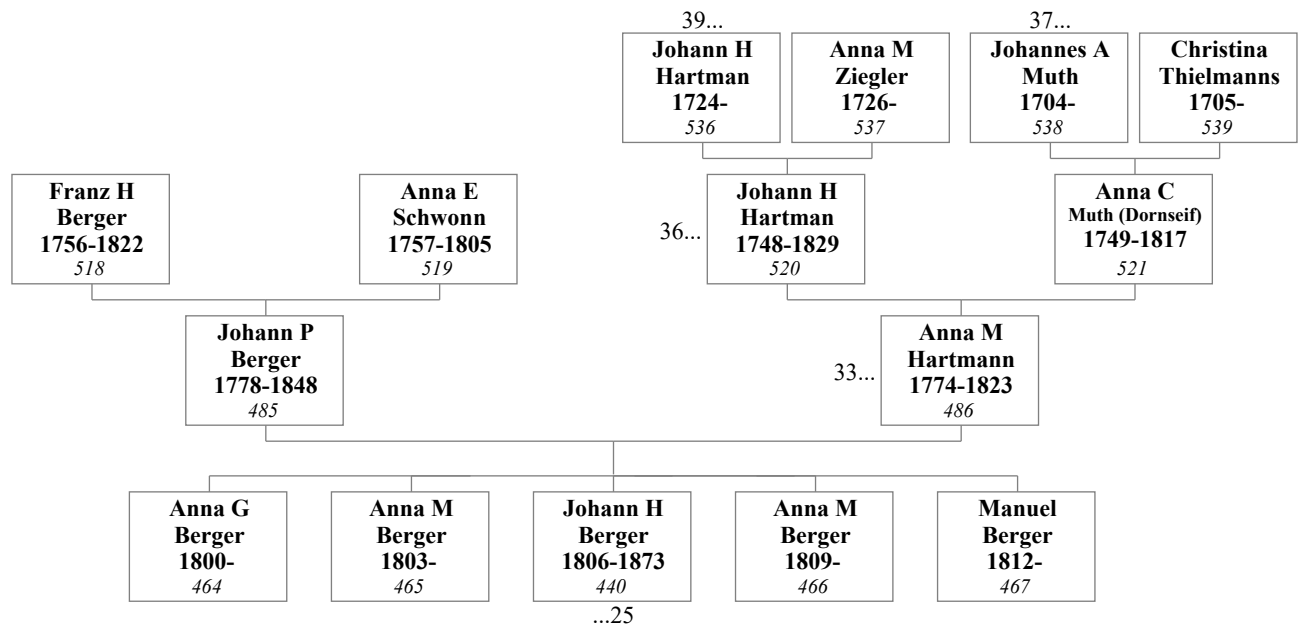 39...
37...
Johann H
Hartman
1724-
536
Anna M
Ziegler
1726-
537
Johannes A
Muth
1704-
538
Christina
Thielmanns
1705-
539
Franz H
Berger
1756-1822
518
Anna E
Schwonn
1757-1805
519
36...
Johann H
Hartman
1748-1829
520
Anna C
Muth (Dornseif)
1749-1817
521
Johann P
Berger
1778-1848
485
33...
Anna M
Hartmann
1774-1823
486
Anna G
Berger
1800-
464
Anna M
Berger
1803-
465
Johann H
Berger
1806-1873
440
Anna M
Berger
1809-
466
Manuel
Berger
1812-
467
...25